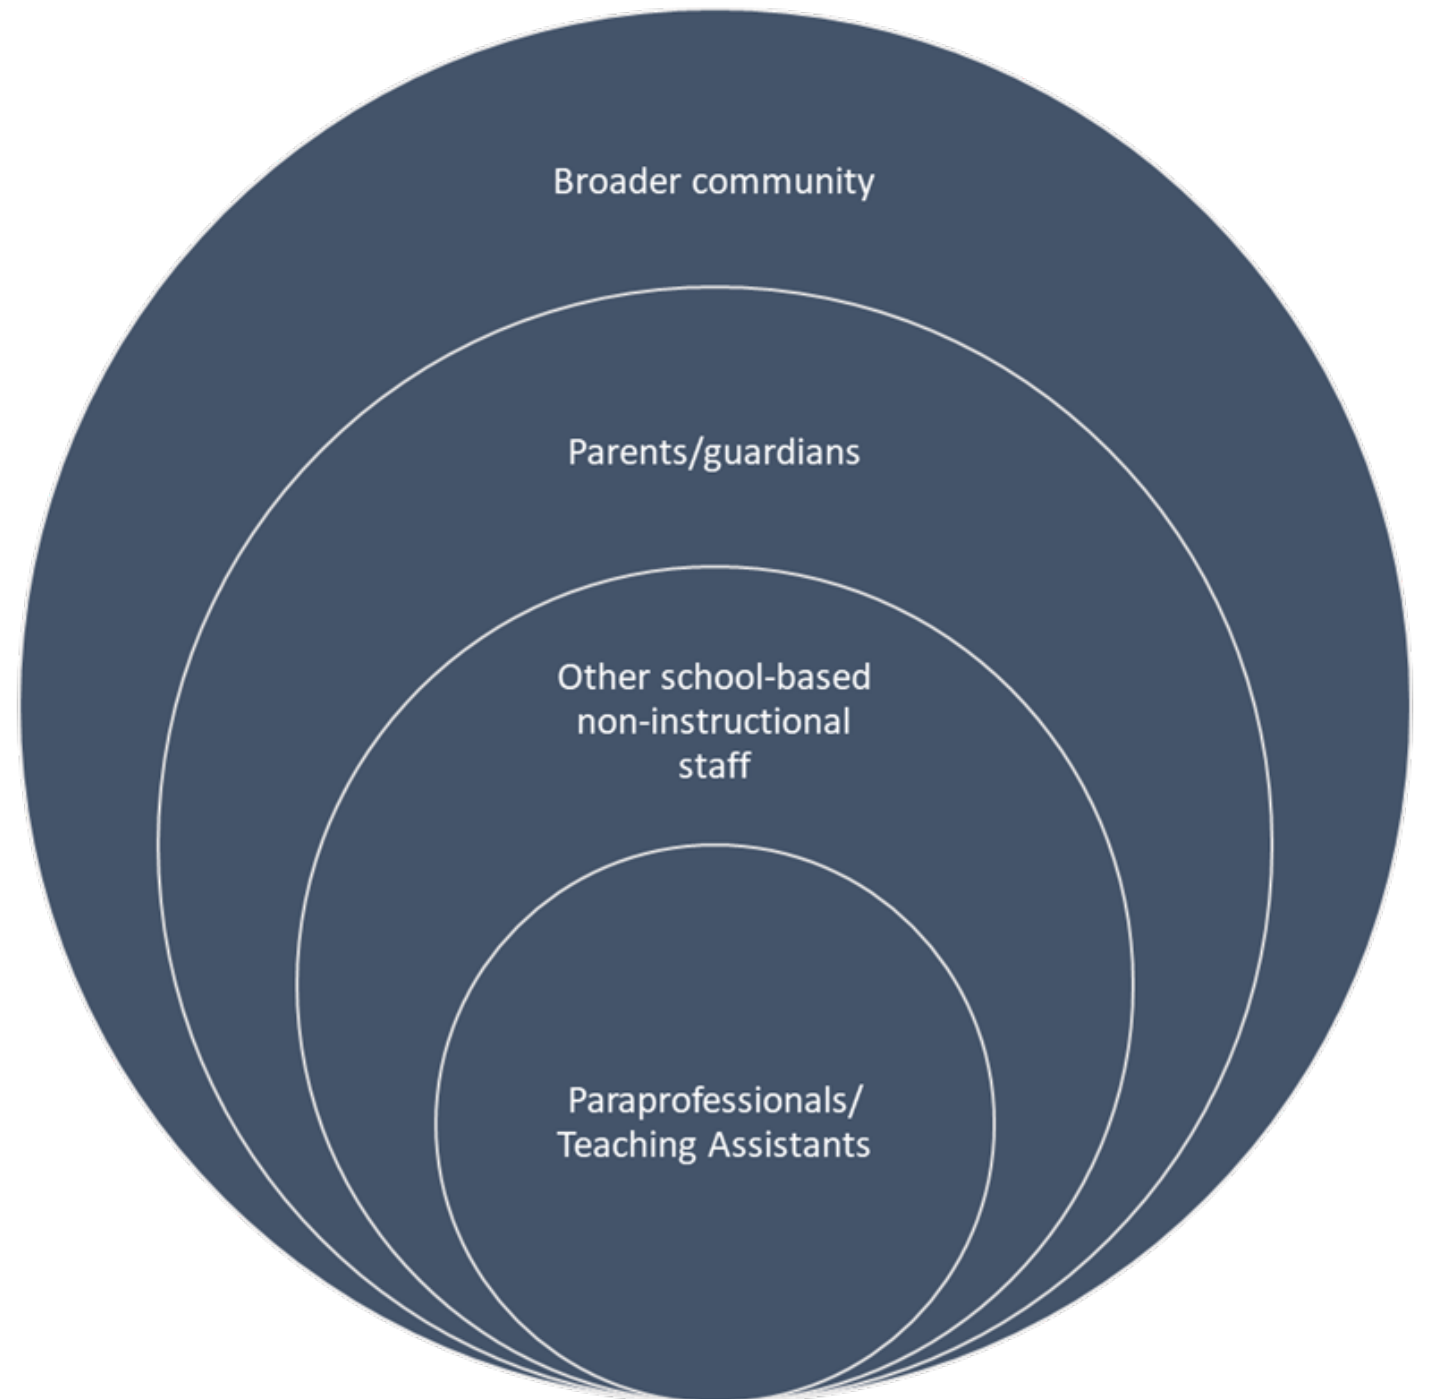 Broader community
Parents/guardians
Other school-based
non-instructional
staff
Paraprofessionals/
Teaching Assistants